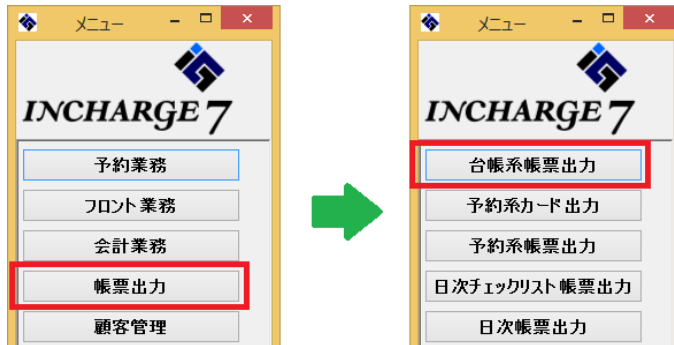 メニュー
INCHARGE 7
予約業務
フロント業務
会計業務
帳票出力
顧客管理
メニュー
INCHARGE 7
台帳系帳票出力
予約系カード出力
予約系帳票出力
日次チェックリスト帳票出力
日次帳票出力